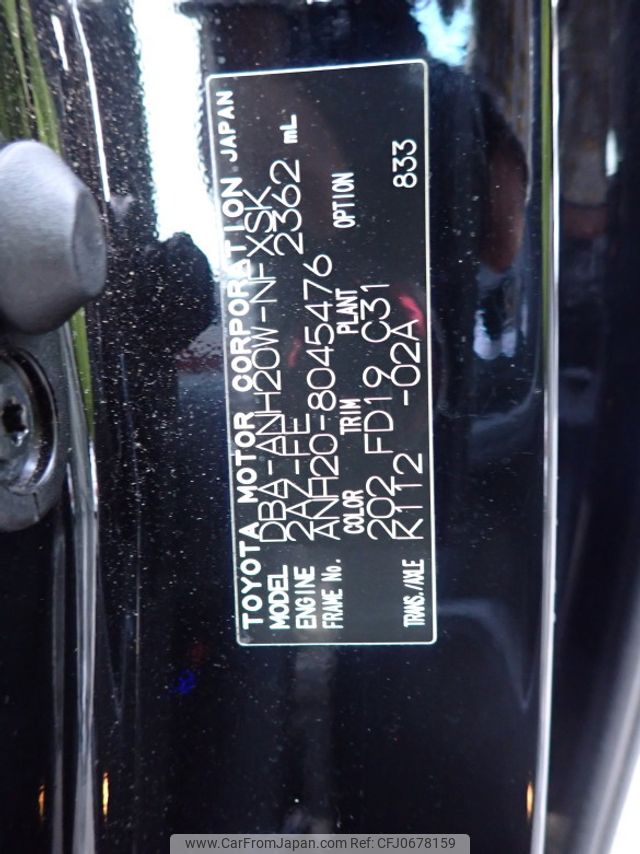 TOYOTA MOTOR CORPORATION JAPAN
MODEL DBA-ANH20W-NFXSK
ENGINE 2AZ-FE 2362 mL
FRAME No. ANH20-8045476
COLOR TRIM PLANT OPTION
202 FD19 C31 833
TRANS./AXLE K112 -02A
www.CarFromJapan.com Ref:CFJ0678159